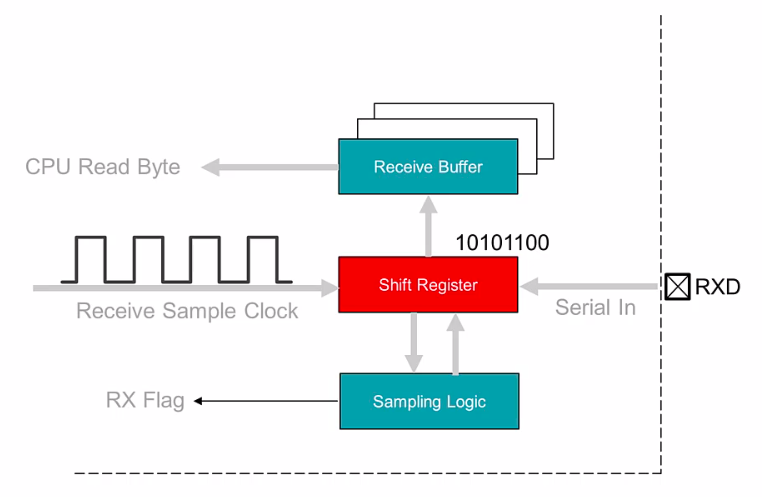 Receive Buffer
CPU Read Byte
10101100
Shift Register
RXD
Receive Sample Clock
Serial In
RX Flag
Sampling Logic